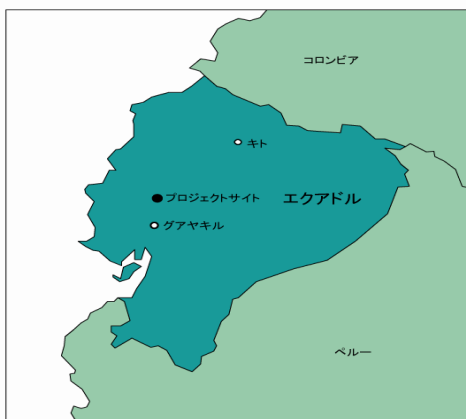 コロンビア
キト
プロジェクトサイト
エクアドル
グアヤキル
ペルー